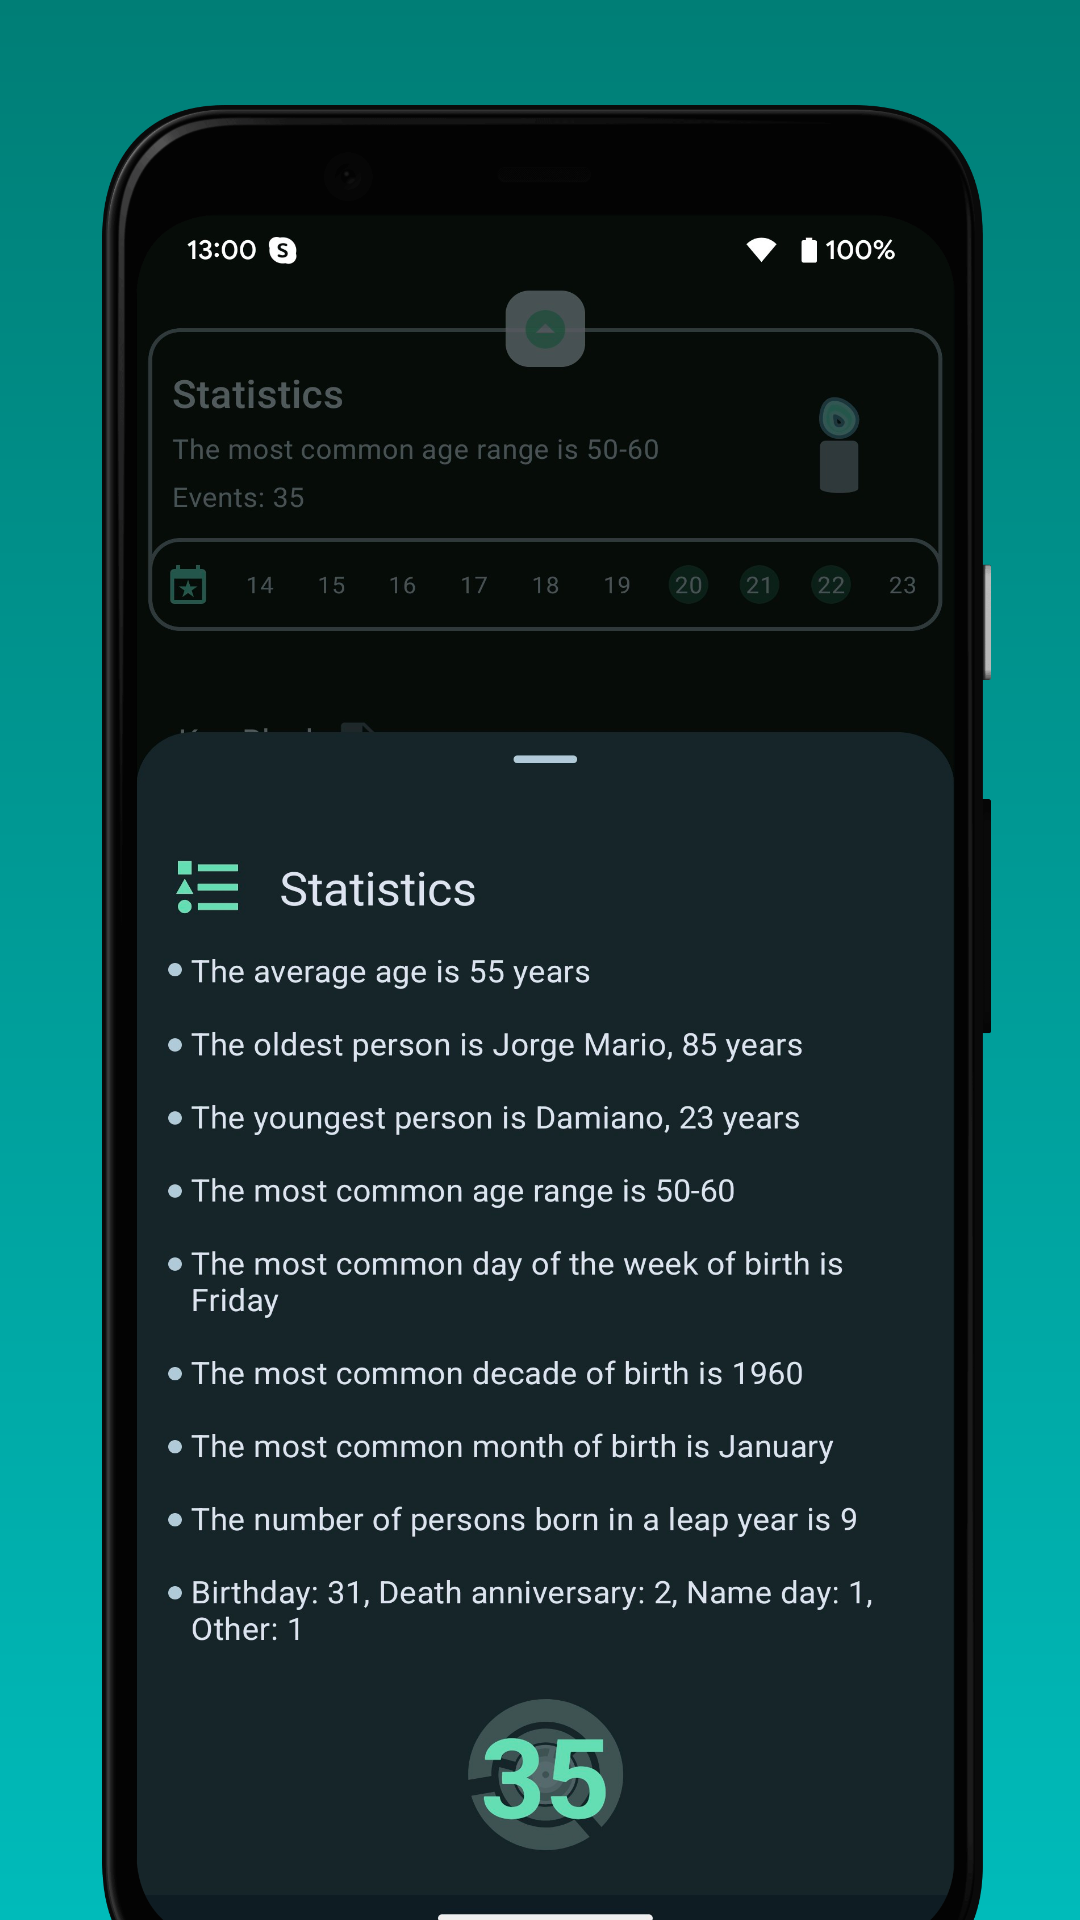 13:00 S 100%
Statistics
The most common age range is 50-60
Events: 35
14 15 16 17 18 19 20 21 22 23
Statistics
The average age is 55 years
The oldest person is Jorge Mario, 85 years
The youngest person is Damiano, 23 years
The most common age range is 50-60
The most common day of the week of birth is
Friday
The most common decade of birth is 1960
The most common month of birth is January
The number of persons born in a leap year is 9
Birthday: 31, Death anniversary: 2, Name day: 1,
Other: 1
35